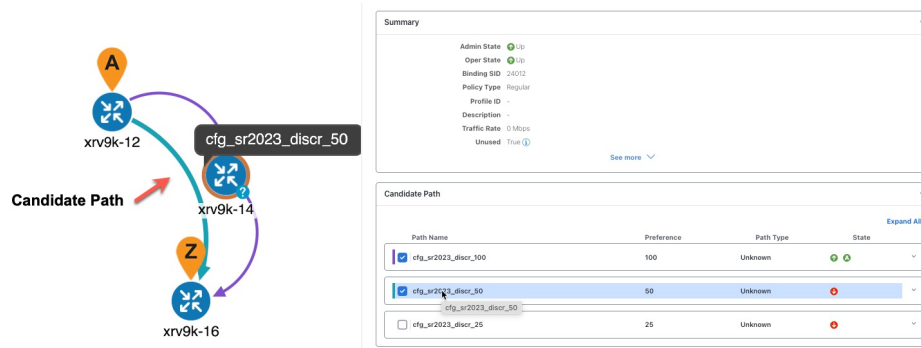 A
xrv9k-12
cfg_sr2023_discr_50
?
xrv9k-14
Candidate Path
Z
xrv9k-16
Summary
Admin State Up
Oper State Up
Binding SID 24012
Policy Type Regular
Profile ID -
Description -
Traffic Rate 0 Mbps
Unused True i
See more
Candidate Path
Expand All
Path Name Preference Path Type State
cfg_sr2023_discr_100 100 Unknown A
cfg_sr2023_discr_50 50 Unknown
cfg_sr2023_discr_50
cfg_sr2023_discr_25 25 Unknown